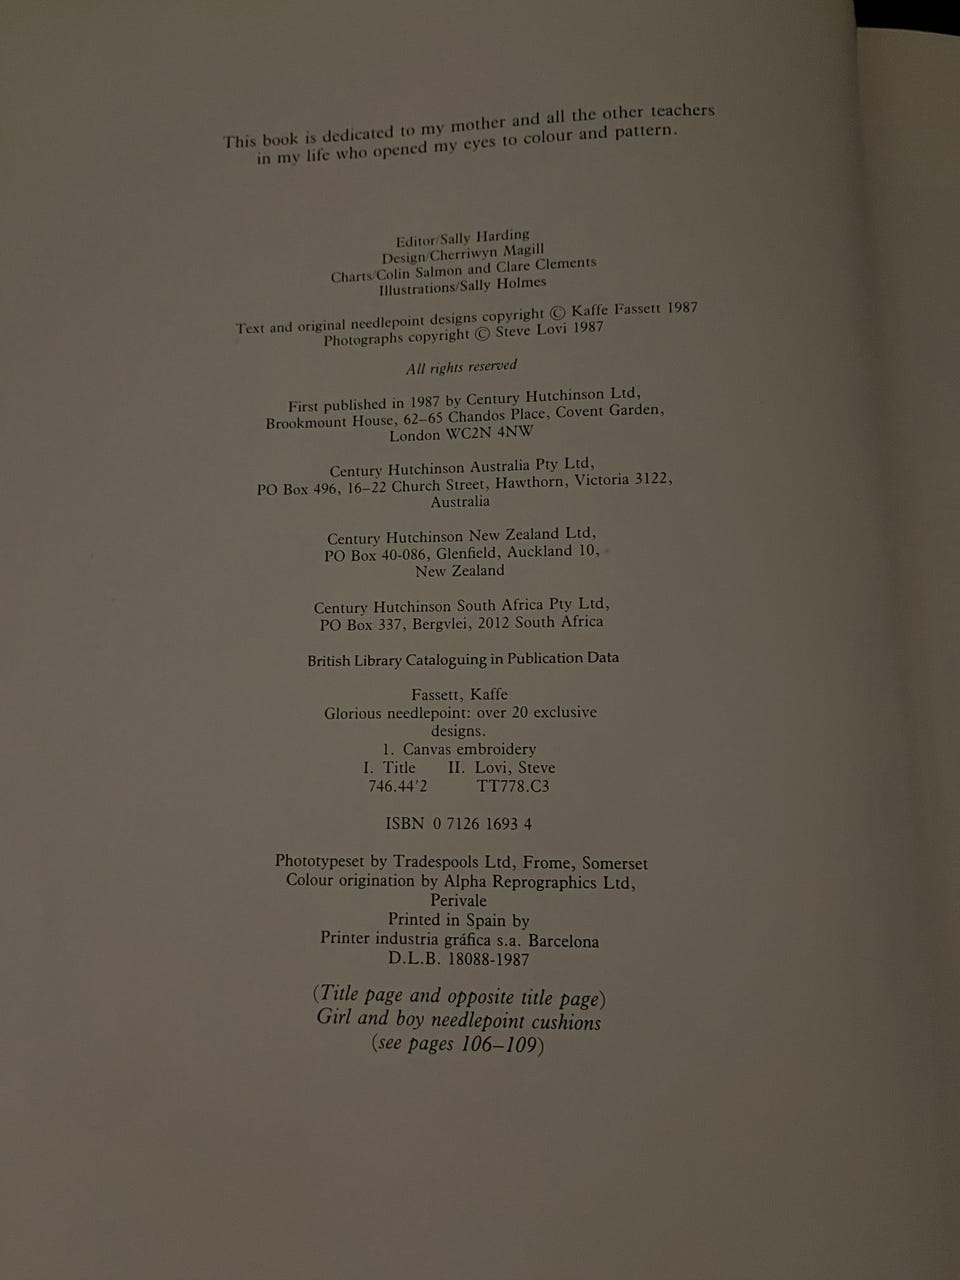 This book is dedicated to my mother and all the other teachers
in my life who opened my eyes to colour and pattern.
Editor/Sally Harding
Design/Cherriwyn Magill
Charts/Colin Salmon and Clare Clements
Illustrations/Sally Holmes
Text and original needlepoint designs copyright © Kaffe Fassett 1987
Photographs copyright © Steve Lovi 1987
All rights reserved
First published in 1987 by Century Hutchinson Ltd,
Brookmount House, 62–65 Chandos Place, Covent Garden,
London WC2N 4NW
Century Hutchinson Australia Pty Ltd,
PO Box 496, 16–22 Church Street, Hawthorn, Victoria 3122,
Australia
Century Hutchinson New Zealand Ltd,
PO Box 40-086, Glenfield, Auckland 10,
New Zealand
Century Hutchinson South Africa Pty Ltd,
PO Box 337, Bergvlei, 2012 South Africa
British Library Cataloguing in Publication Data
Fassett, Kaffe
Glorious needlepoint: over 20 exclusive
designs.
1. Canvas embroidery
I. Title II. Lovi, Steve
746.44'2 TT778.C3
ISBN 0 7126 1693 4
Phototypeset by Tradespools Ltd, Frome, Somerset
Colour origination by Alpha Reprographics Ltd,
Perivale
Printed in Spain by
Printer industria gráfica s.a. Barcelona
D.L.B. 18088-1987
(Title page and opposite title page)
Girl and boy needlepoint cushions
(see pages 106–109)